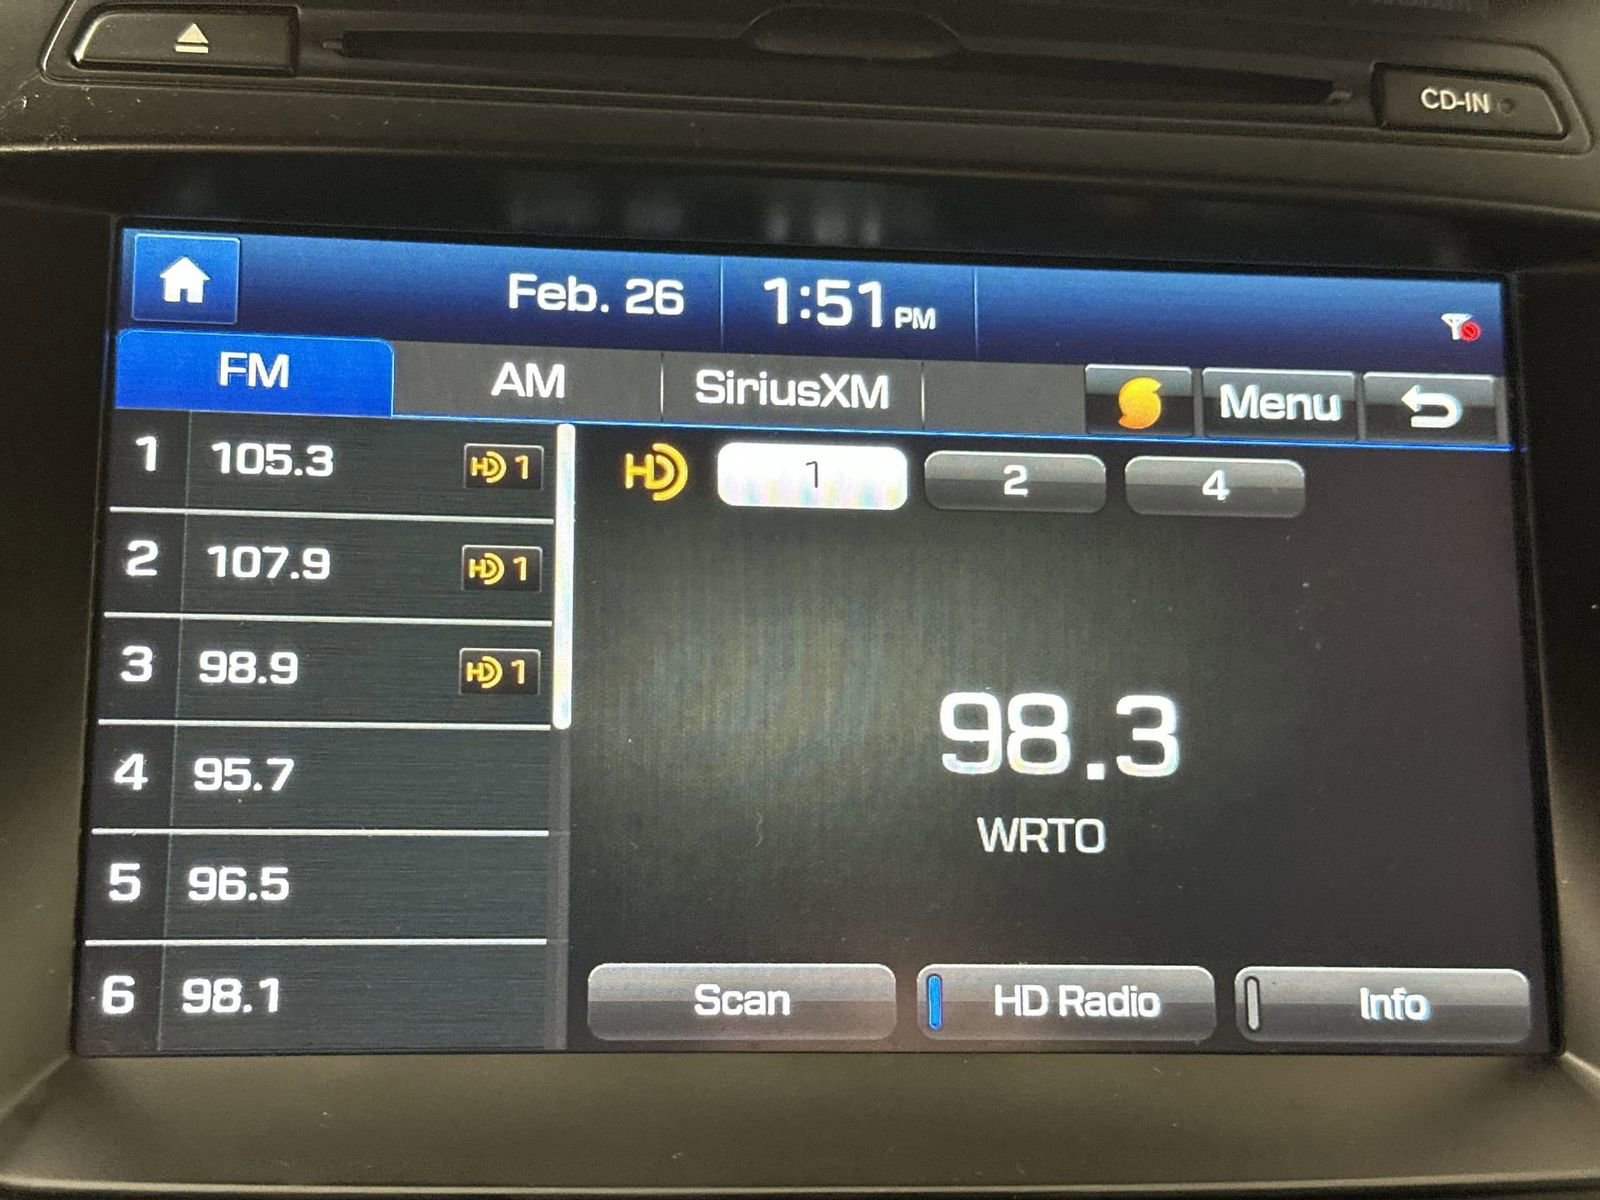 CD-IN
Feb. 26 1:51 PM
FM AM SiriusXM Menu
1 105.3 HD 1
2 107.9 HD 1
3 98.9 HD 1
4 95.7
5 96.5
6 98.1
HD 1 2 4
98.3
WRTO
Scan HD Radio Info